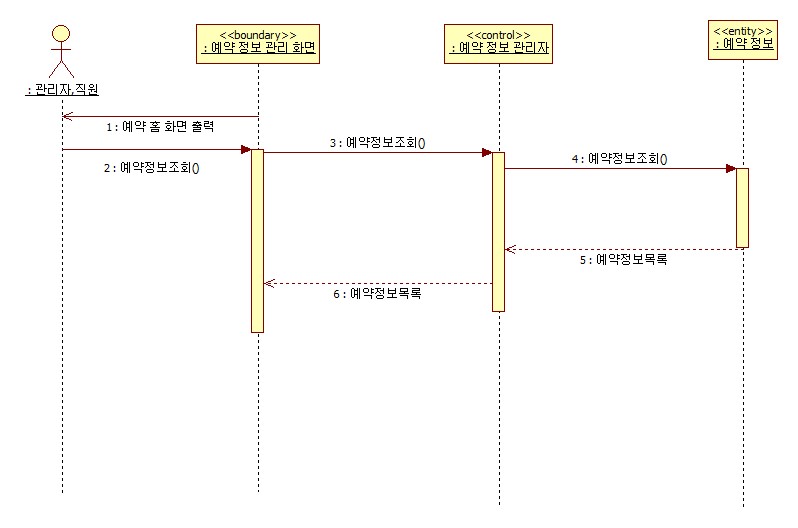 <<boundary>>
: 예약 정보 관리 화면
<<control>>
: 예약 정보 관리자
<<entity>>
: 예약 정보
: 관리자,직원
1 : 예약 홈 화면 출력
2 : 예약정보조회()
3 : 예약정보조회()
4 : 예약정보조회()
5 : 예약정보목록
6 : 예약정보목록